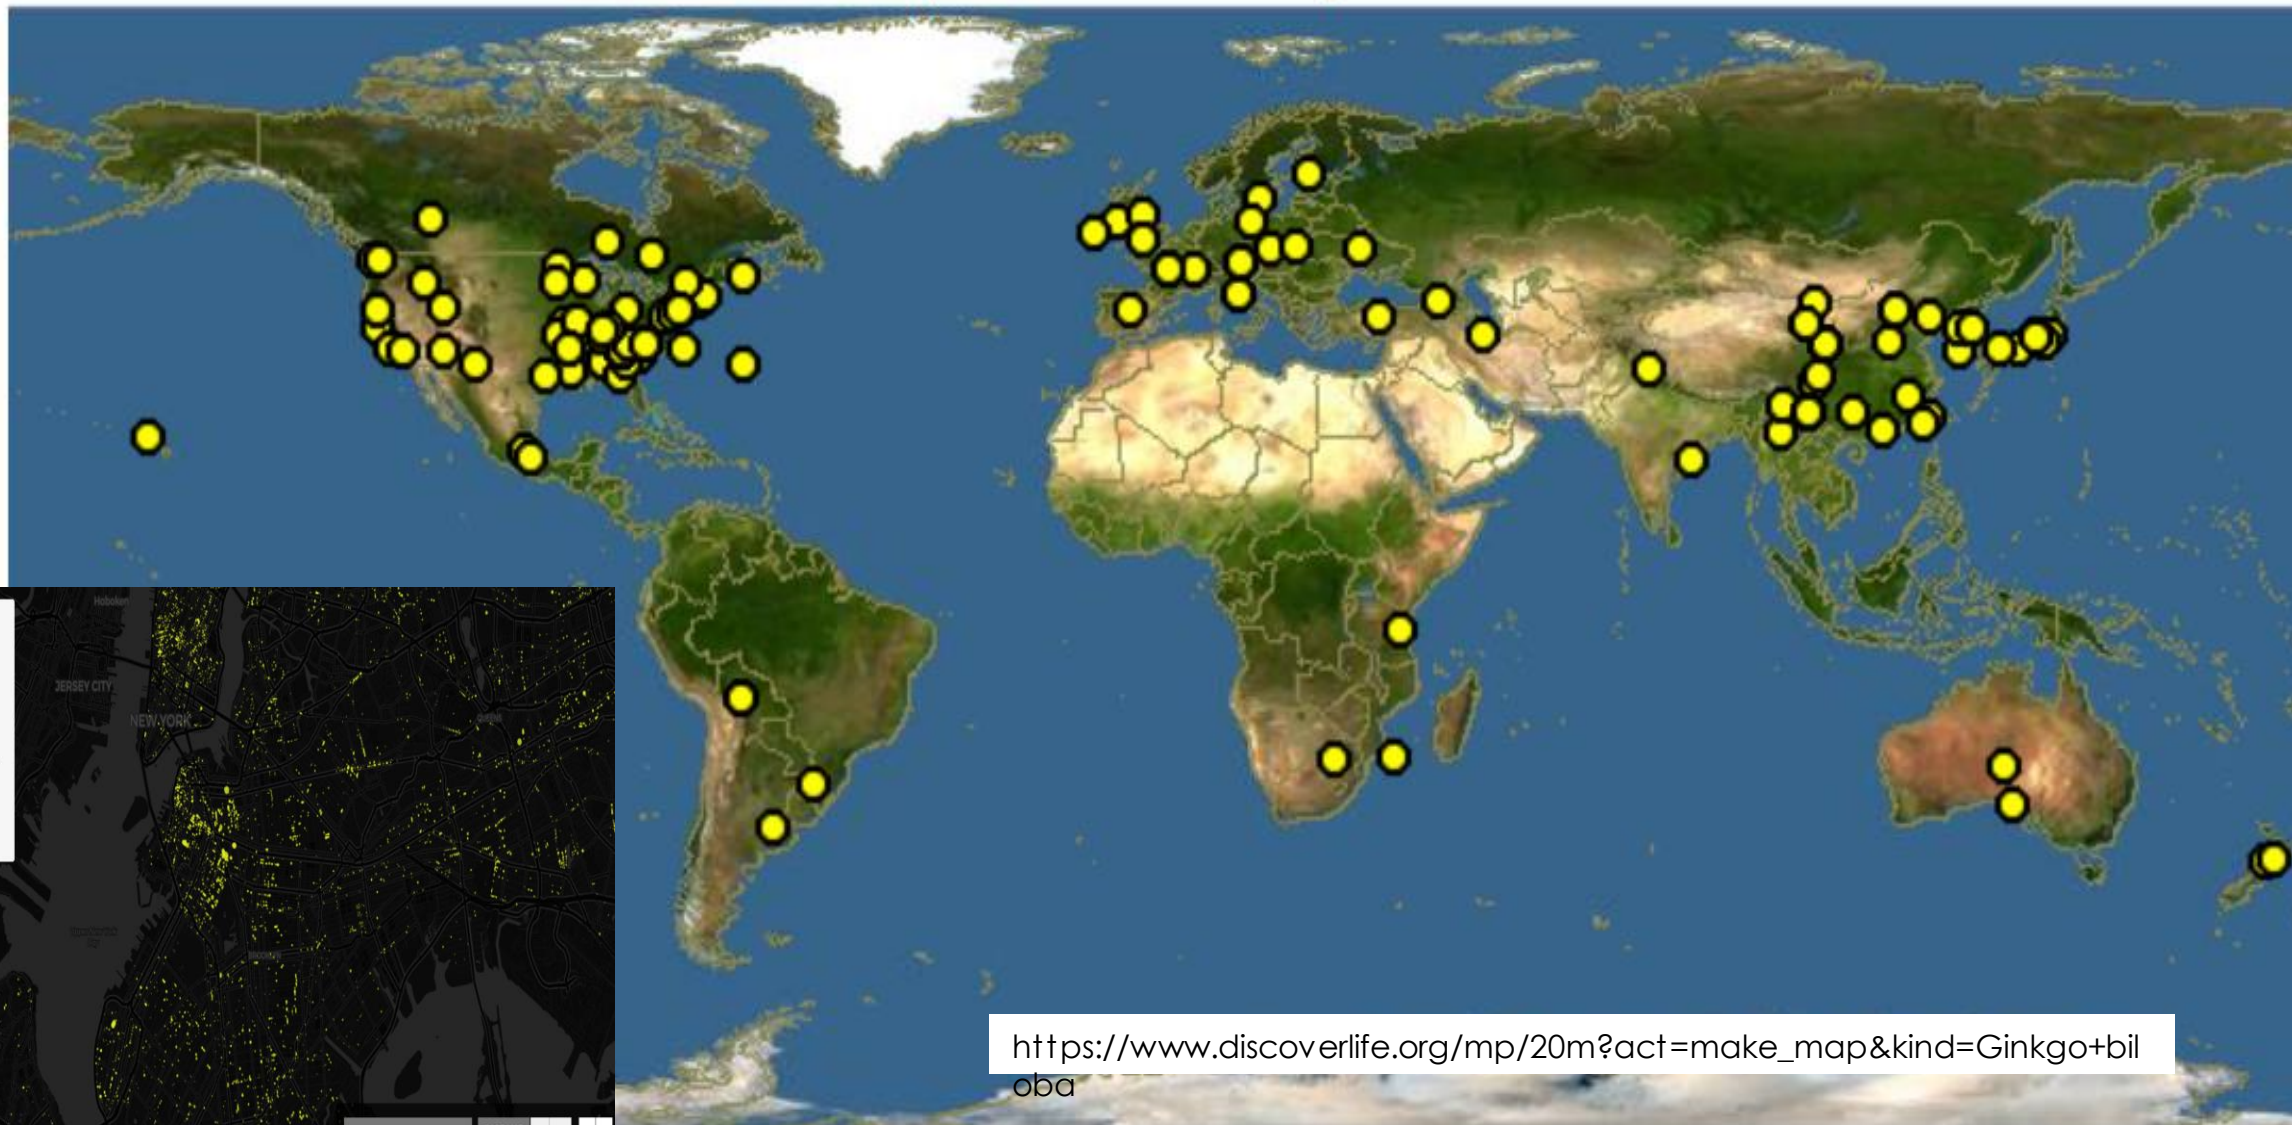 Hoboken
JERSEY CITY
NEW YORK
https://www.discoverlife.org/mp/20m?act=make_map&kind=Ginkgo+bil
oba